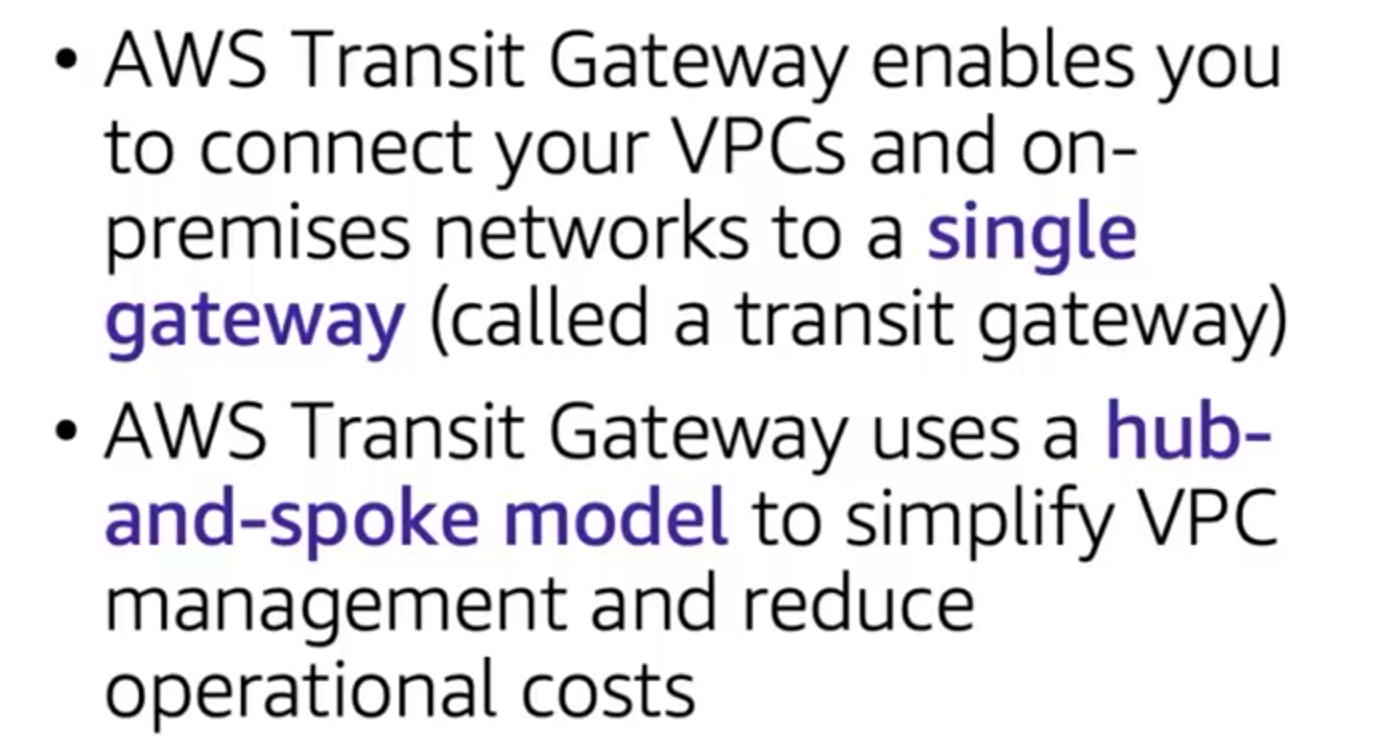 • AWS Transit Gateway enables you
to connect your VPCs and on-
premises networks to a single
gateway (called a transit gateway)
• AWS Transit Gateway uses a hub-
and-spoke model to simplify VPC
management and reduce
operational costs